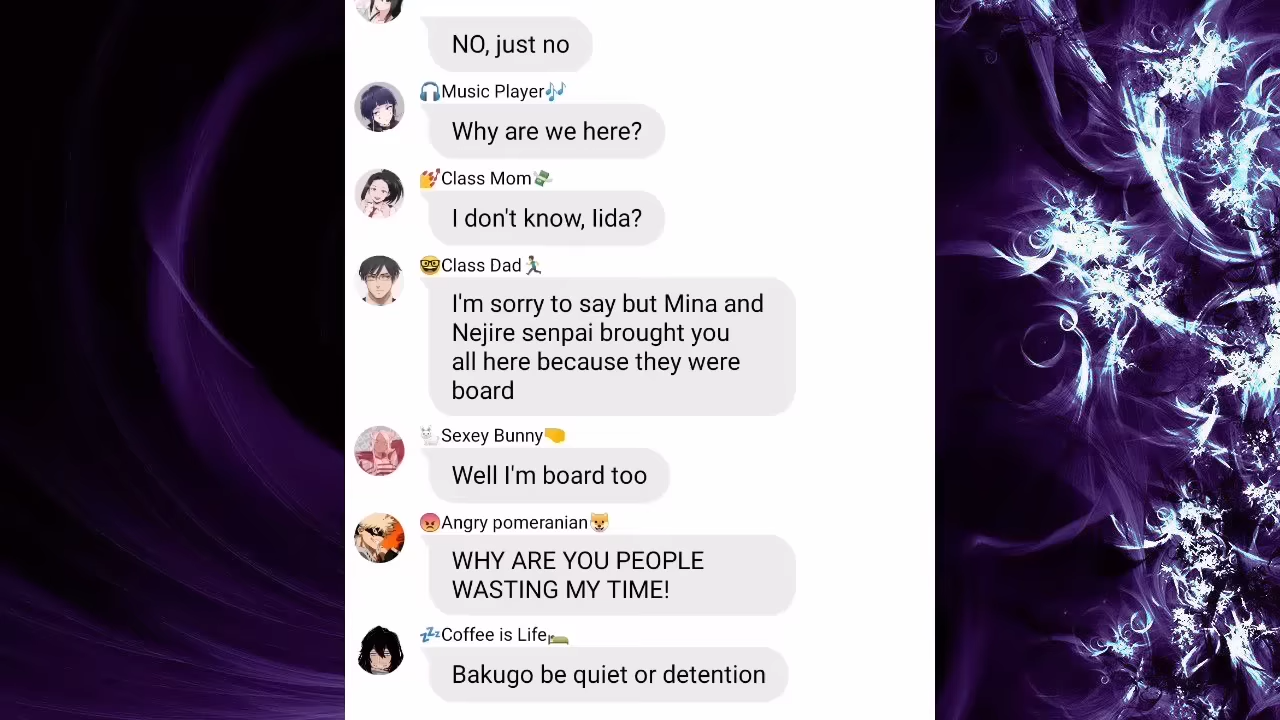 NO, just no
🎧Music Player🎶
Why are we here?
💅Class Mom💸
I don't know, Iida?
🤓Class Dad🏃🏻‍♂️
I'm sorry to say but Mina and
Nejire senpai brought you
all here because they were
board
🐇Sexey Bunny🤜
Well I'm board too
😡Angry pomeranian😺
WHY ARE YOU PEOPLE
WASTING MY TIME!
💤Coffee is Life🛏️
Bakugo be quiet or detention